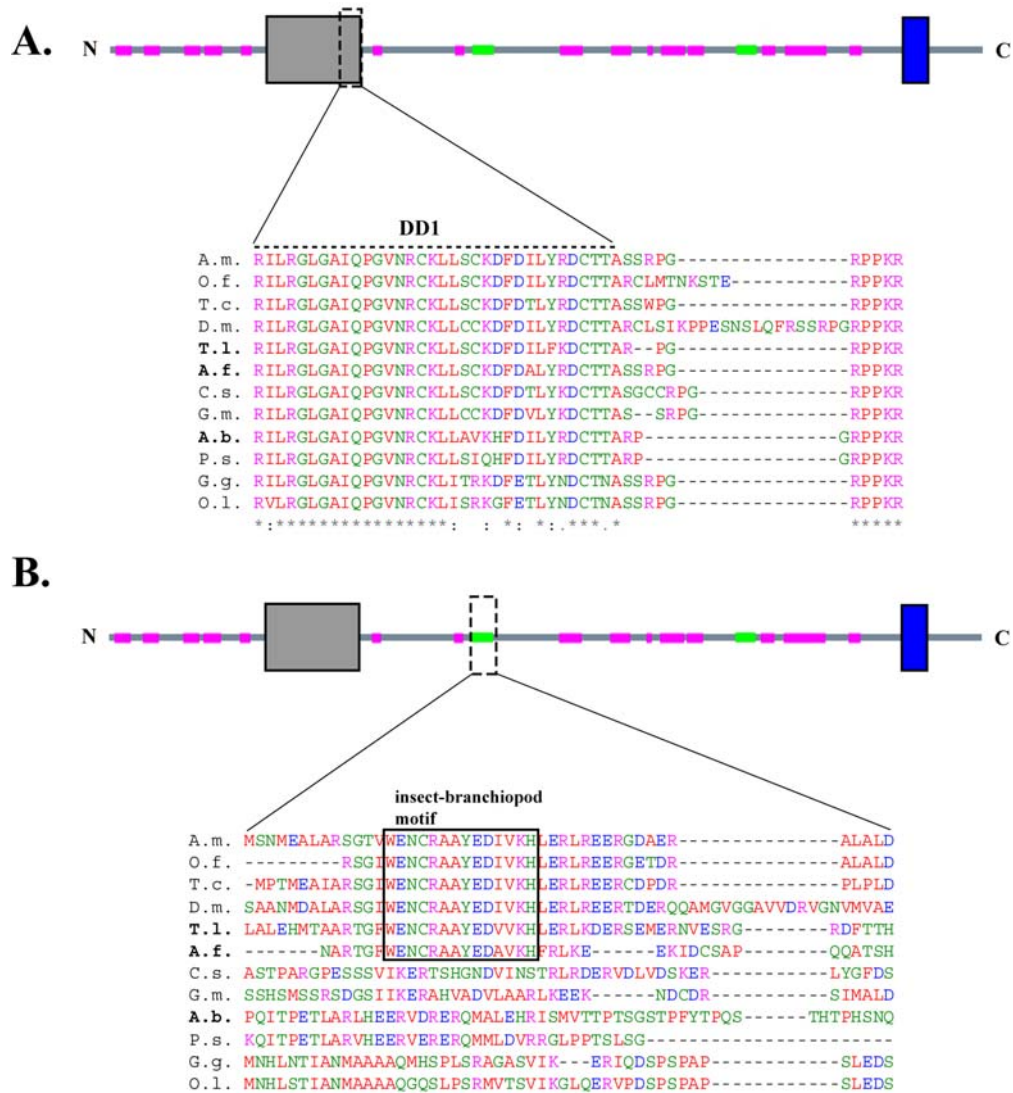 A.
N
C
DD1
A.m. RILRGLGAIQPGVNRCKLLSCKDFDILYRDCTTASSRPG----------------RPPKR
O.f. RILRGLGAIQPGVNRCKLLSCKDFDILYRDCTTARCLMTNKSTE-----------RPPKR
T.c. RILRGLGAIQPGVNRCKLLSCKDFDTLYRDCTTASSWPG----------------RPPKR
D.m. RILRGLGAIQPGVNRCKLLCCKDFDTLYRDCTTARCLSIKPPESNSLQFRSSRPGRPPKR
T.l. RILRGLGAIQPGVNRCKLLSCKDFDILFKDCTTAR--PG----------------RPPKR
A.f. RILRGLGAIQPGVNRCKLLSCKDFDALYRDCTTASSRPG----------------RPPKR
C.s. RILRGLGAIQPGVNRCKLLSCKDFDTLYKDCTTASGCCRPG--------------RPPKR
G.m. RILRGLGAIQPGVNRCKLLCCKDFDVLYKDCTTAS--SRPG--------------RPPKR
A.b. RILRGLGAIQPGVNRCKLLAVKHFDILYRDCTTARP------------------GRPPKR
P.s. RILRGLGAIQPGVNRCKLLSIQHFDILYRDCTTARP------------------GRPPKR
G.g. RILRGLGAIQPGVNRCKLITRKDFETLYNDCTNASSRPG----------------RPPKR
O.l. RVLRGLGAIQPGVNRCKLISRKGFETLYNDCTNASSRPG----------------RPPKR
*:****************:  : *: *:.***.* *****
B.
N
C
insect-branchiopod
motif
A.m. MSNMEALARSGTVWENCRAAYEDIVKHLERLREERGDAER---------------ALALD
O.f. ---------RSGIWENCRAAYEDIVKHLERLREERGETDR---------------ALALD
T.c. -MPTMEAIARSGIWENCRAAYEDIVKHLERLREERCDPDR---------------PLPLD
D.m. SAANMDALARSGIWENCRAAYEDIVKHLERLREERTDERQQAMGVGGAVVDRVGNVMVAE
T.l. LALEHMTAARTGFWENCRAAYEDVVKHLERLKDERSEMERNVESRG---------RDFTTH
A.f. -------NARTGFWENCRAAYEDAVKHFRLKE-----EKIDCSAP----------QQATSH
C.s. ASTPARGPESSSVIKERTSHGNDVINSTRLRDERVDLVDSKER------------LYGFDS
G.m. SSHSMSSRSDGSIIKERAHVADVLAARLKEEK------NDCDR------------SIMALD
A.b. PQITPETLARLHEERVDRERQMALEHRISMVTTPTSGSTPFYTPQS-------THTPHSNQ
P.s. KQITPETLARVHEERVERERQMMLDVRRGLPPTSLSG-----------------------
G.g. MNHLNTIANMAAAAQMHSPLSRAGASVIK---ERIQDSPSPAP------------SLEDS
O.l. MNHLSTIANMAAAAQGQSLPSRMVTSVIKGLQERVPDSPSPAP------------SLEDS